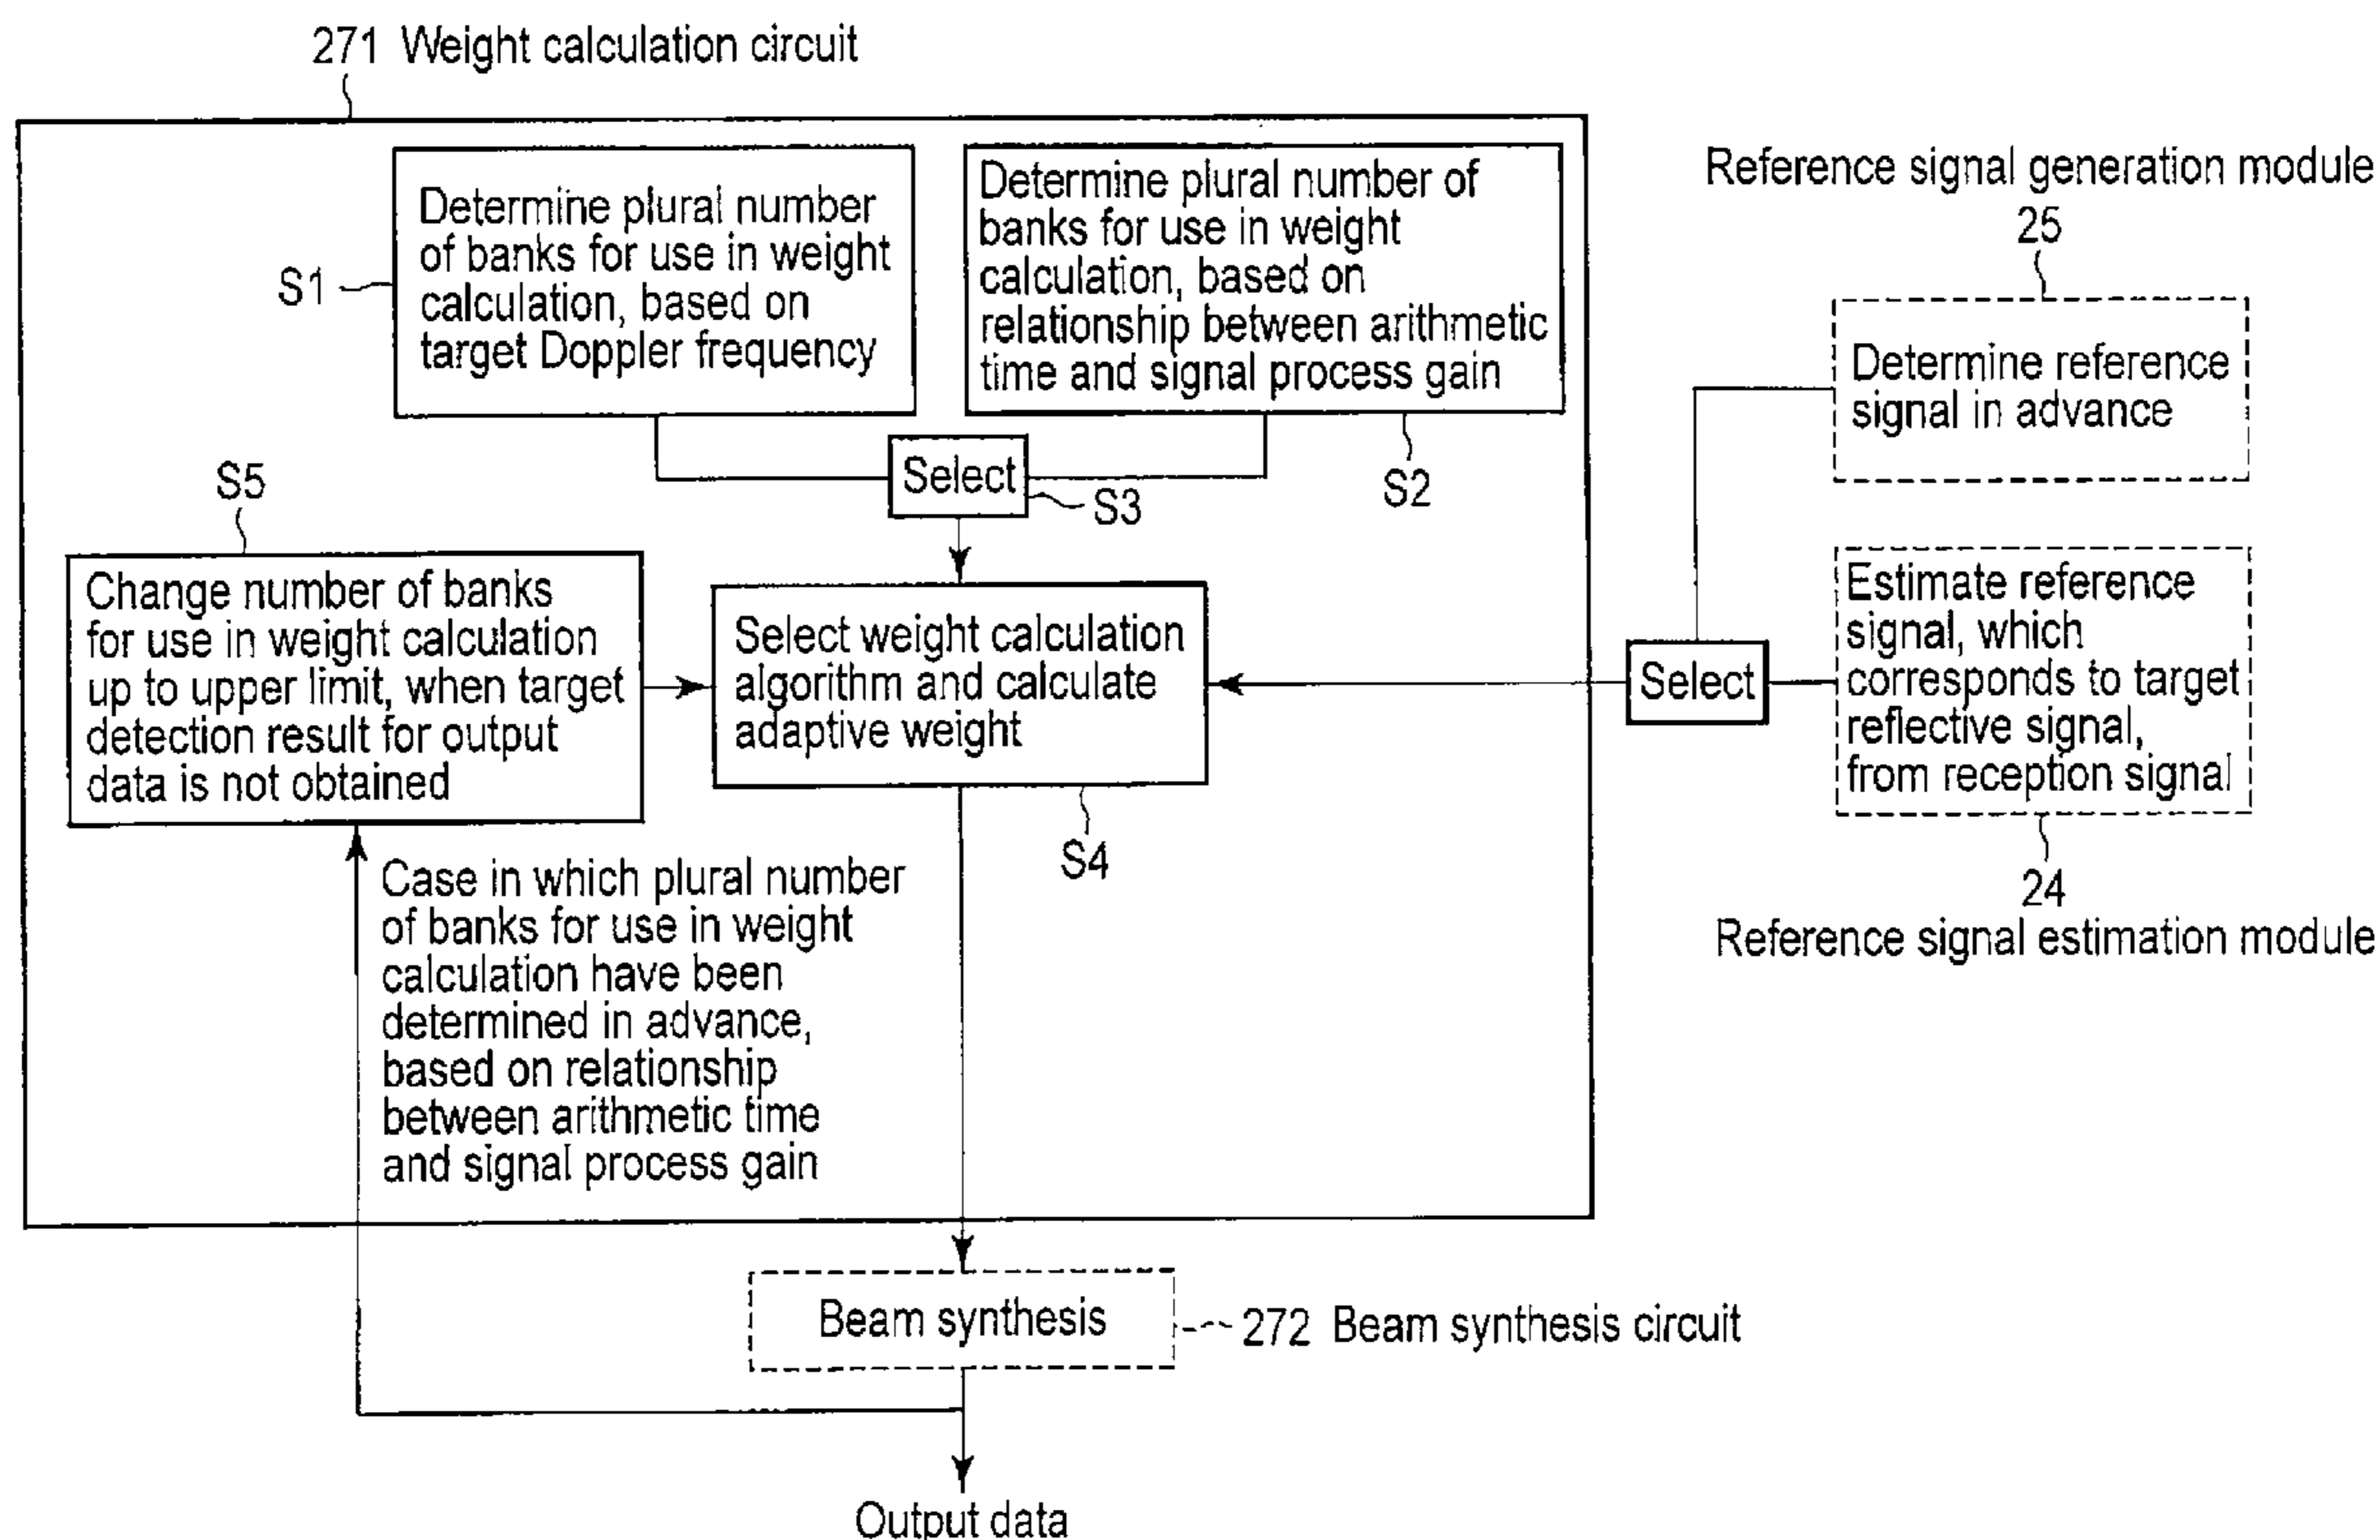 271 Weight calculation circuit
Determine plural number
of banks for use in weight
calculation, based on
target Doppler frequency
S1
Determine plural number of
banks for use in weight
calculation, based on
relationship between arithmetic
time and signal process gain
S2
Select
S3
Reference signal generation module
25
Determine reference
signal in advance
S5
Change number of banks
for use in weight calculation
up to upper limit, when target
detection result for output
data is not obtained
Select weight calculation
algorithm and calculate
adaptive weight
S4
Select
Estimate reference
signal, which
corresponds to target
reflective signal,
from reception signal
24
Reference signal estimation module
Case in which plural number
of banks for use in weight
calculation have been
determined in advance,
based on relationship
between arithmetic time
and signal process gain
Beam synthesis
272 Beam synthesis circuit
Output data